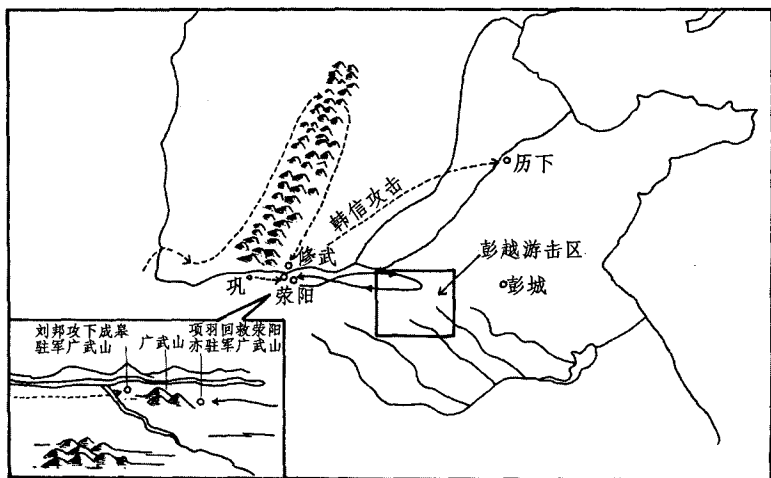 历下
韩信攻击
修武
彭越游击区
巩
荥阳
彭城
刘邦攻下成皋
驻军广武山
广武山
项羽回救荥阳
亦驻军广武山